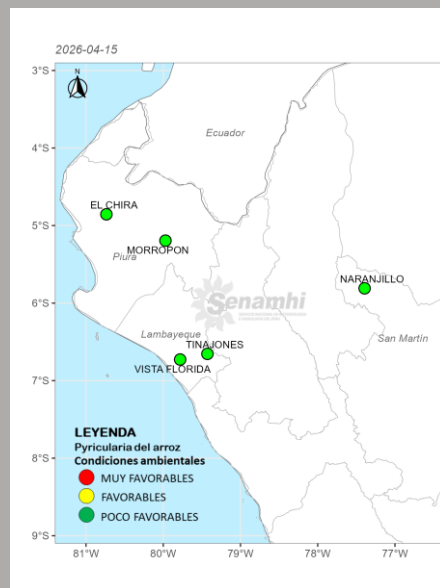 2026-04-15
N
3°S
4°S
5°S
6°S
7°S
8°S
9°S
Ecuador
EL CHIRA
MORROPON
Piura
NARANJILLO
Senamhi
Lambayeque
TINAJONES
San Martín
VISTA FLORIDA
LEYENDA
Pyricularia del arroz
Condiciones ambientales
MUY FAVORABLES
FAVORABLES
POCO FAVORABLES
81°W
80°W
79°W
78°W
77°W